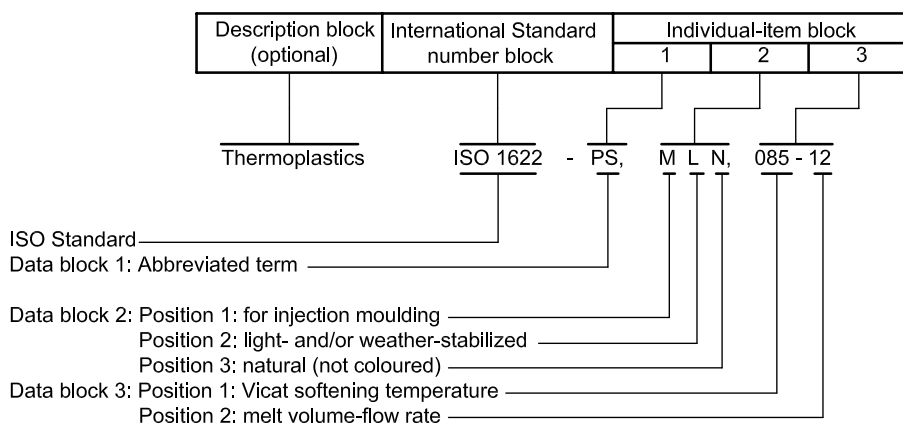 Description block International Standard Individual-item block
(optional) number block 1 2 3
Thermoplastics ISO 1622 - PS, M L N, 085 - 12
ISO Standard
Data block 1: Abbreviated term
Data block 2: Position 1: for injection moulding
Position 2: light- and/or weather-stabilized
Position 3: natural (not coloured)
Data block 3: Position 1: Vicat softening temperature
Position 2: melt volume-flow rate